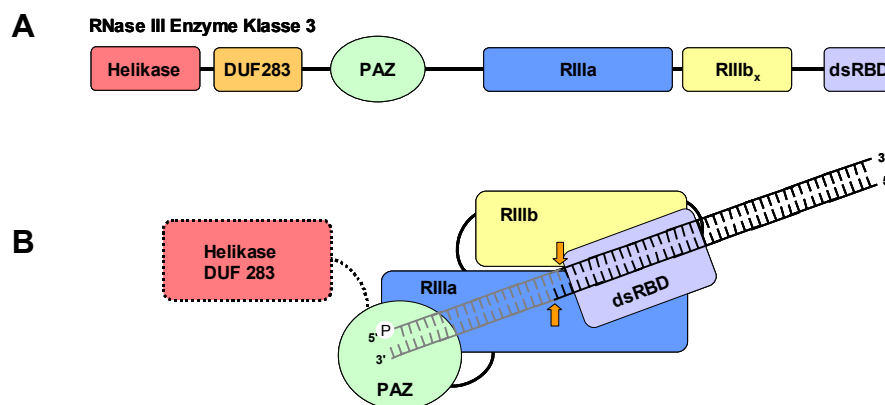 A
RNase III Enzyme Klasse 3
Helikase DUF283 PAZ RIIIa RIIIbx dsRBD
B
Helikase
DUF 283
RIIIb
RIIIa
dsRBD
5' P
3'
PAZ
3'
5'